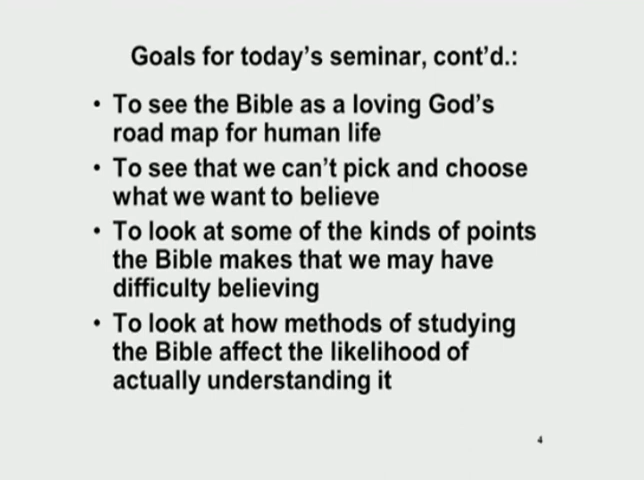 Goals for today's seminar, cont'd.:
• To see the Bible as a loving God's
road map for human life
• To see that we can't pick and choose
what we want to believe
• To look at some of the kinds of points
the Bible makes that we may have
difficulty believing
• To look at how methods of studying
the Bible affect the likelihood of
actually understanding it
4